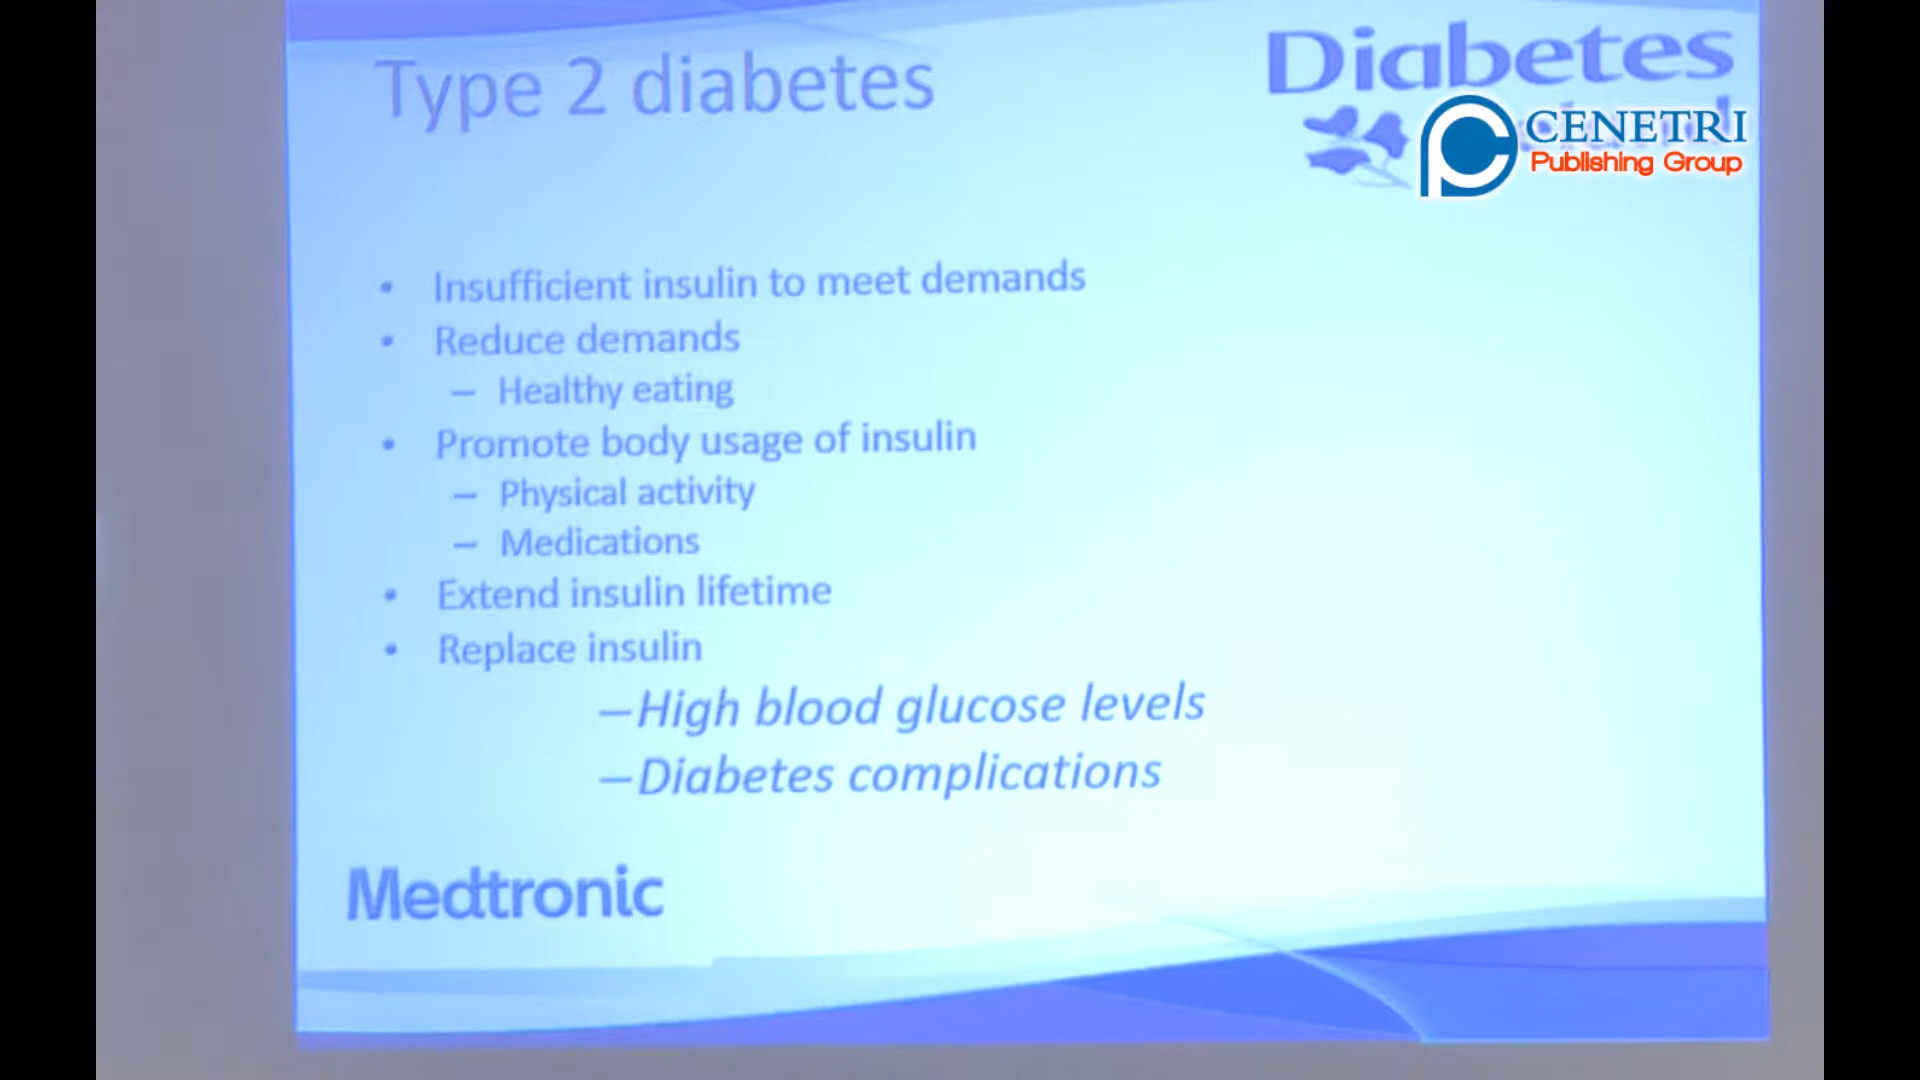 Type 2 diabetes
Diabetes
CENETRI
Publishing Group
• Insufficient insulin to meet demands
• Reduce demands
– Healthy eating
• Promote body usage of insulin
– Physical activity
– Medications
• Extend insulin lifetime
• Replace insulin
–High blood glucose levels
–Diabetes complications
Medtronic